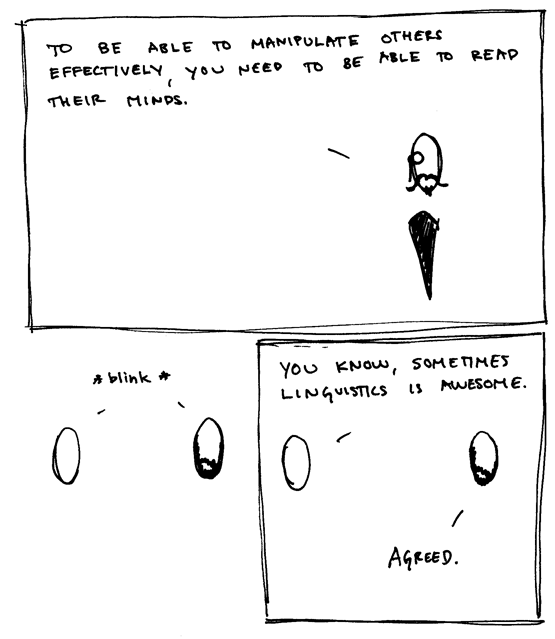 TO BE ABLE TO MANIPULATE OTHERS
EFFECTIVELY, YOU NEED TO BE ABLE TO READ
THEIR MINDS.
*blink*
YOU KNOW, SOMETIMES
LINGUISTICS IS AWESOME.
AGREED.